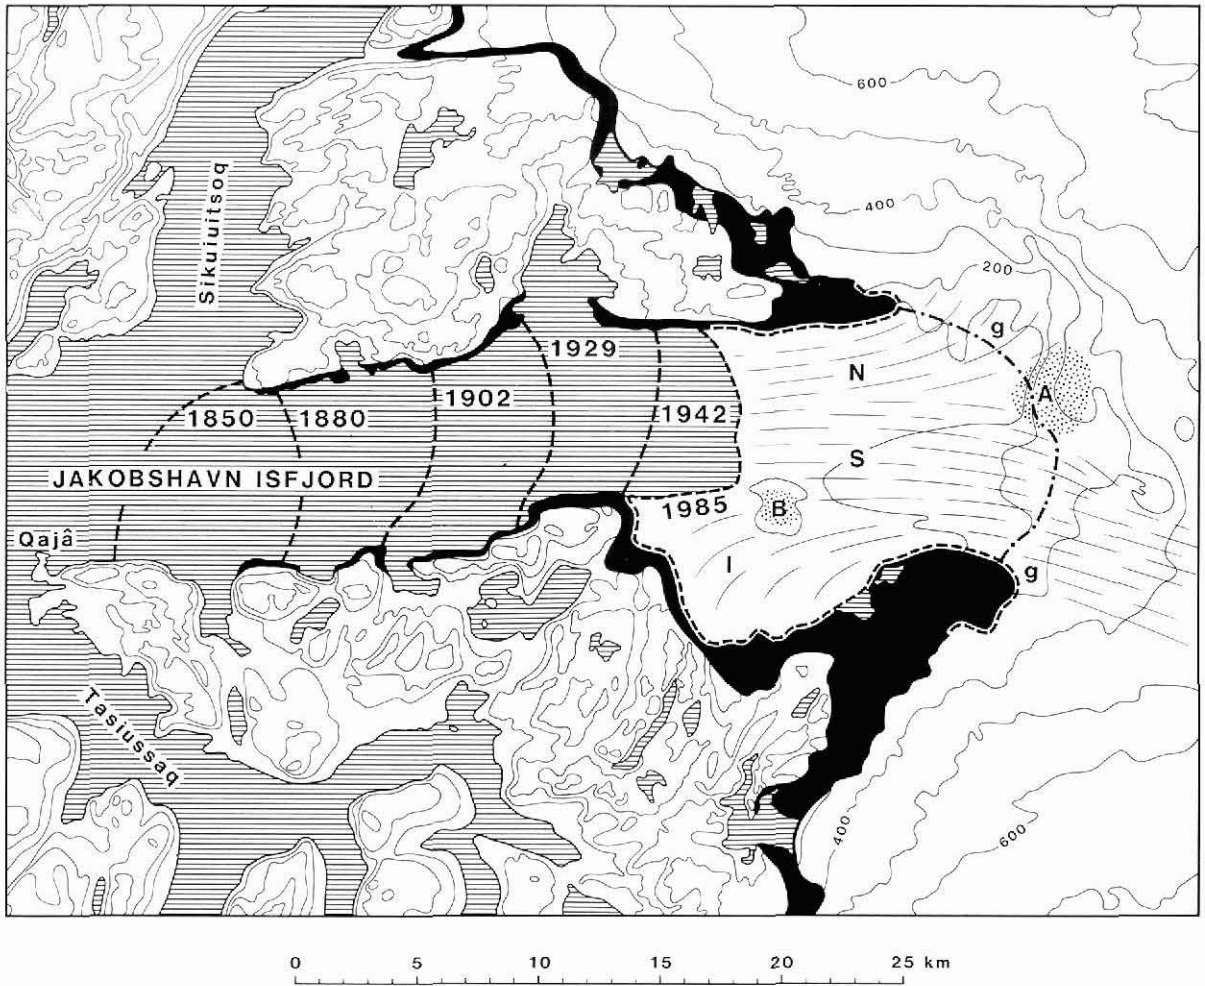 600
400
Sikuiuitsoq
200
g
1929
N
A
1902
1850
1880
1942
S
JAKOBSHAVN ISFJORD
1985
B
Qajâ
I
g
Tasiussaq
400
600
0 5 10 15 20 25 km